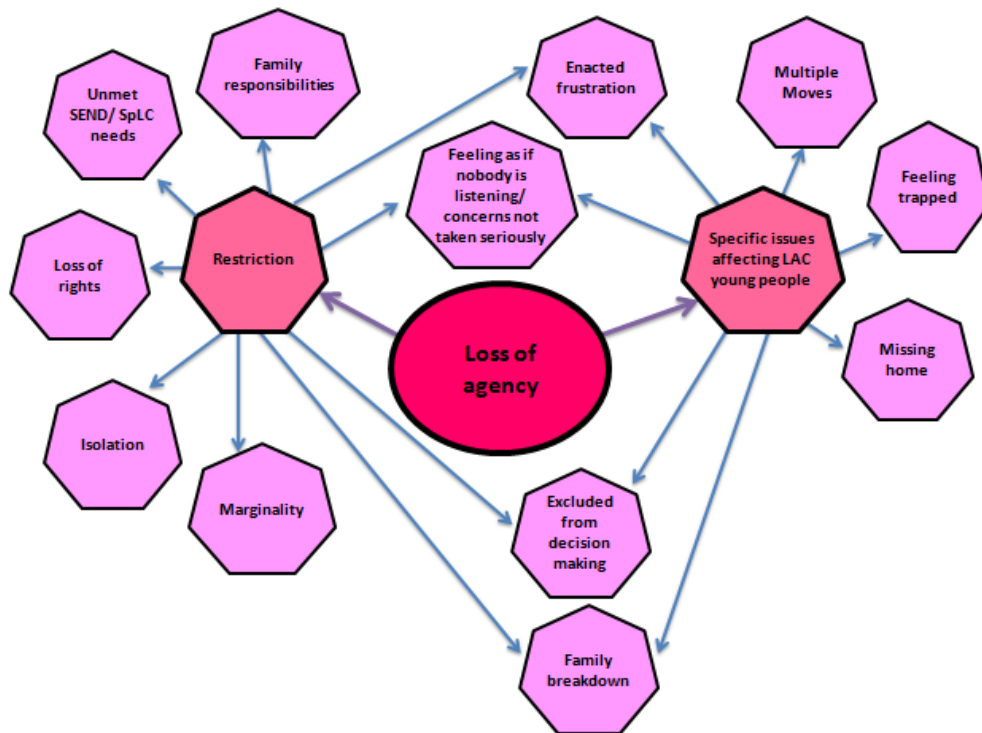 Family
responsibilities
Enacted
frustration
Multiple
Moves
Unmet
SEND/ SpLC
needs
Feeling as if
nobody is
listening/
concerns not
taken seriously
Feeling
trapped
Restriction
Specific issues
affecting LAC
young people
Loss of
rights
Loss of
agency
Missing
home
Isolation
Marginality
Excluded
from
decision
making
Family
breakdown